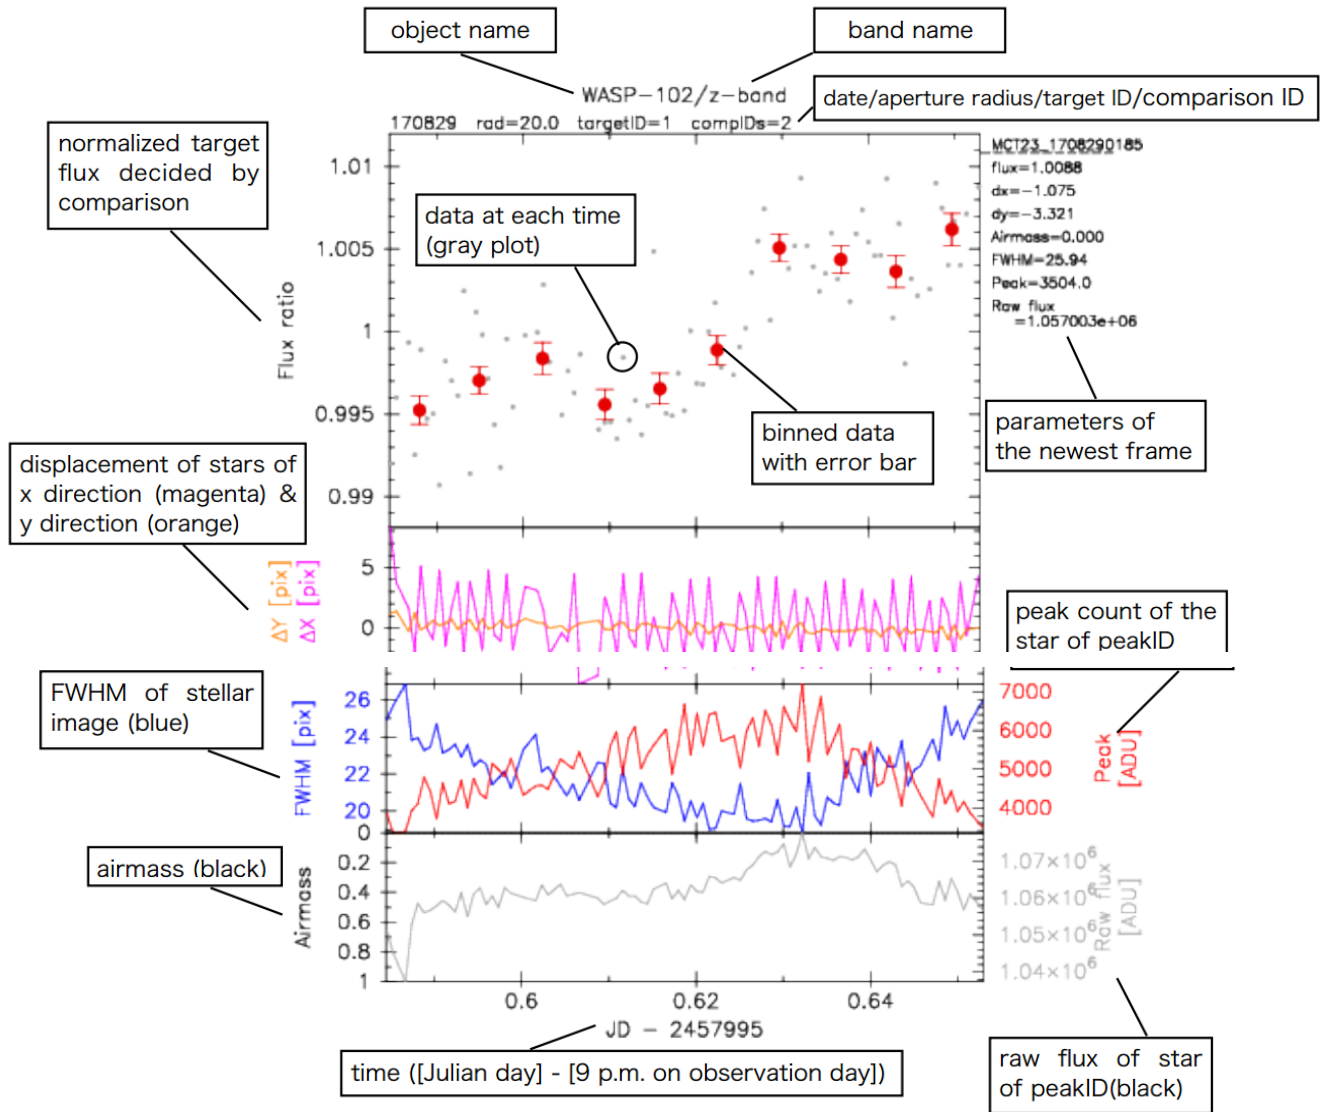 object name
band name
WASP-102/z-band
date/aperture radius/target ID/comparison ID
170829 rad=20.0 targetID=1 compIDs=2
normalized target
flux decided by
comparison
MCT23_1708290185
flux=1.0088
dx=-1.075
dy=-3.321
Airmass=0.000
FWHM=25.94
Peak=3504.0
Raw flux
=1.057003e+06
data at each time
(gray plot)
1.01
1.005
1
0.995
0.99
Flux ratio
parameters of
the newest frame
binned data
with error bar
displacement of stars of
x direction (magenta) &
y direction (orange)
ΔY [pix]
ΔX [pix]
5
0
peak count of the
star of peakID
FWHM of stellar
image (blue)
FWHM [pix]
26
24
22
20
7000
6000
5000
4000
Peak
[ADU]
airmass (black)
Airmass
0
0.2
0.4
0.6
0.8
1
1.07×10⁶
1.06×10⁶
1.05×10⁶
1.04×10⁶
Raw flux
[ADU]
0.6
0.62
0.64
JD - 2457995
time ([Julian day] - [9 p.m. on observation day])
raw flux of star
of peakID(black)